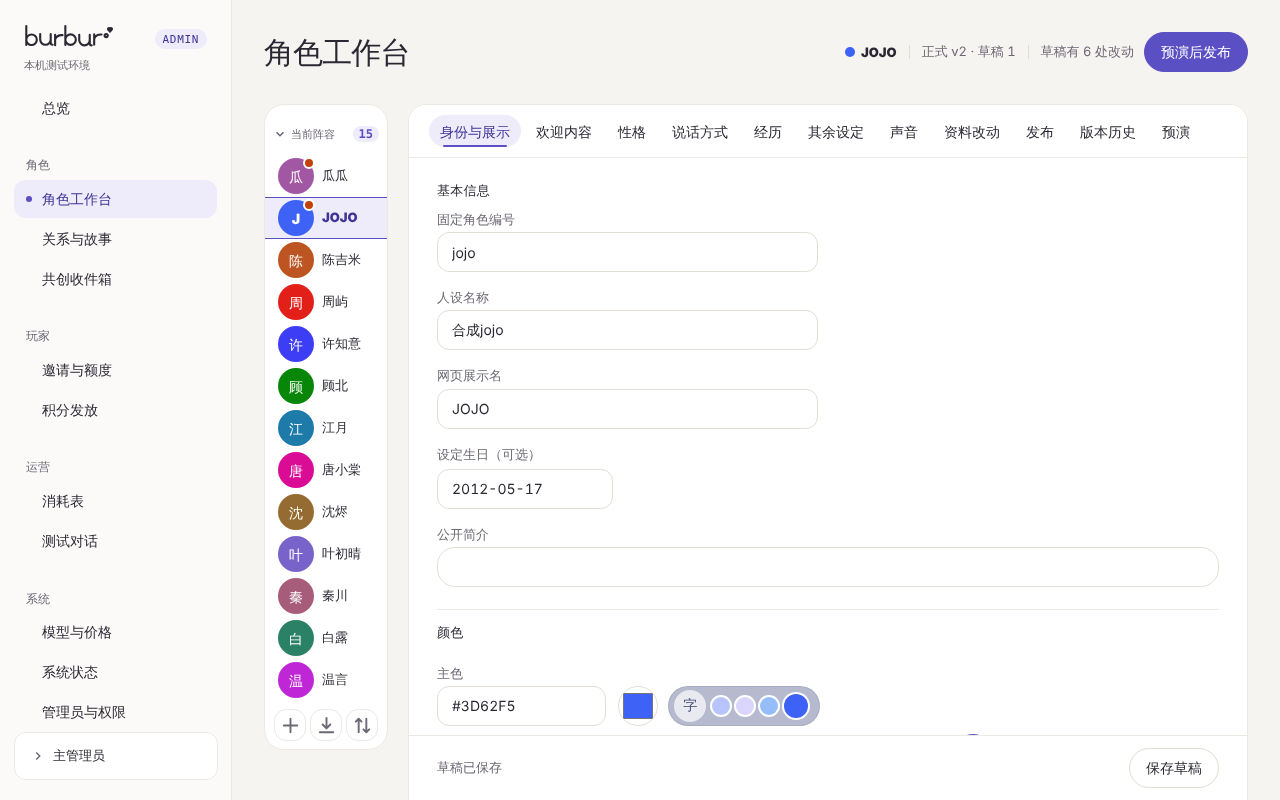 burbur
ADMIN
本机测试环境
总览
角色
角色工作台
关系与故事
共创收件箱
玩家
邀请与额度
积分发放
运营
消耗表
测试对话
系统
模型与价格
系统状态
管理员与权限
主管理员
角色工作台
JOJO
正式 v2 · 草稿 1
草稿有 6 处改动
预演后发布
当前阵容
15
瓜 瓜瓜
J JOJO
陈 陈吉米
周 周屿
许 许知意
顾 顾北
江 江月
唐 唐小棠
沈 沈烬
叶 叶初晴
秦 秦川
白 白露
温 温言
身份与展示 欢迎内容 性格 说话方式 经历 其余设定 声音 资料改动 发布 版本历史 预演
基本信息
固定角色编号
jojo
人设名称
合成jojo
网页展示名
JOJO
设定生日（可选）
2012-05-17
公开简介
颜色
主色
#3D62F5
字
草稿已保存
保存草稿